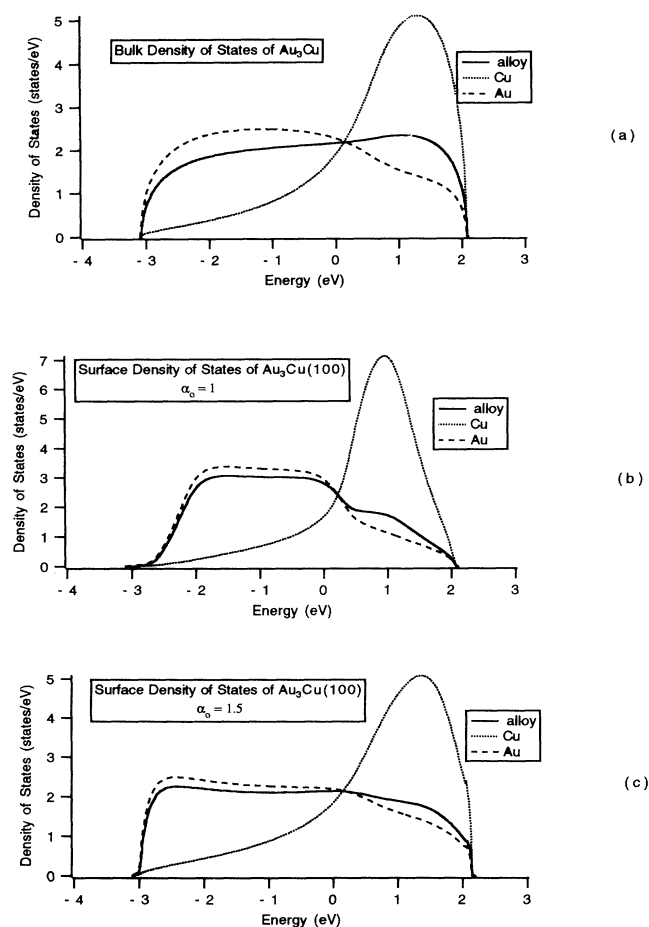 5
4
3
2
1
0
Density of States (states/eV)
Bulk Density of States of Au₃Cu
alloy
Cu
Au
(a)
- 4 - 3 - 2 - 1 0 1 2 3
Energy (eV)
7
6
5
4
3
2
1
0
Density of States (states/eV)
Surface Density of States of Au₃Cu(100)
α₀ = 1
alloy
Cu
Au
(b)
- 4 - 3 - 2 - 1 0 1 2 3
Energy (eV)
5
4
3
2
1
0
Density of States (states/eV)
Surface Density of States of Au₃Cu(100)
α₀ = 1.5
alloy
Cu
Au
(c)
- 4 - 3 - 2 - 1 0 1 2 3
Energy (eV)